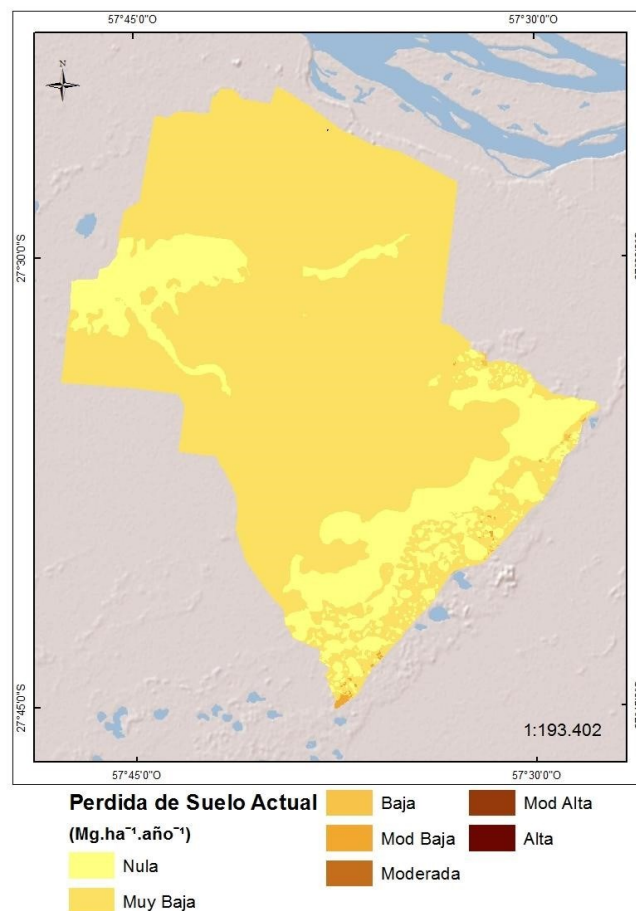 57°45'0"O 57°30'0"O
N
27°30'0"S
27°45'0"S
1:193.402
57°45'0"O 57°30'0"O
Perdida de Suelo Actual
(Mg.ha⁻¹.año⁻¹)
Nula
Muy Baja
Baja
Mod Baja
Moderada
Mod Alta
Alta